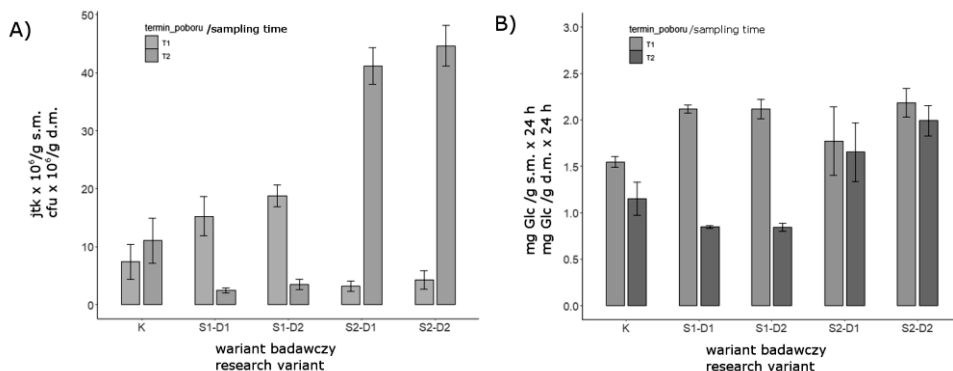 A)
termin_poboru /sampling time
T1
T2
jtk x 10⁶/g s.m.
cfu x 10⁶/g d.m.
50
40
30
20
10
0
K S1-D1 S1-D2 S2-D1 S2-D2
wariant badawczy
research variant
B)
termin_poboru /sampling time
T1
T2
mg Glc /g s.m. x 24 h
mg Glc /g d.m. x 24 h
3.0
2.5
2.0
1.5
1.0
0.5
0.0
K S1-D1 S1-D2 S2-D1 S2-D2
wariant badawczy
research variant